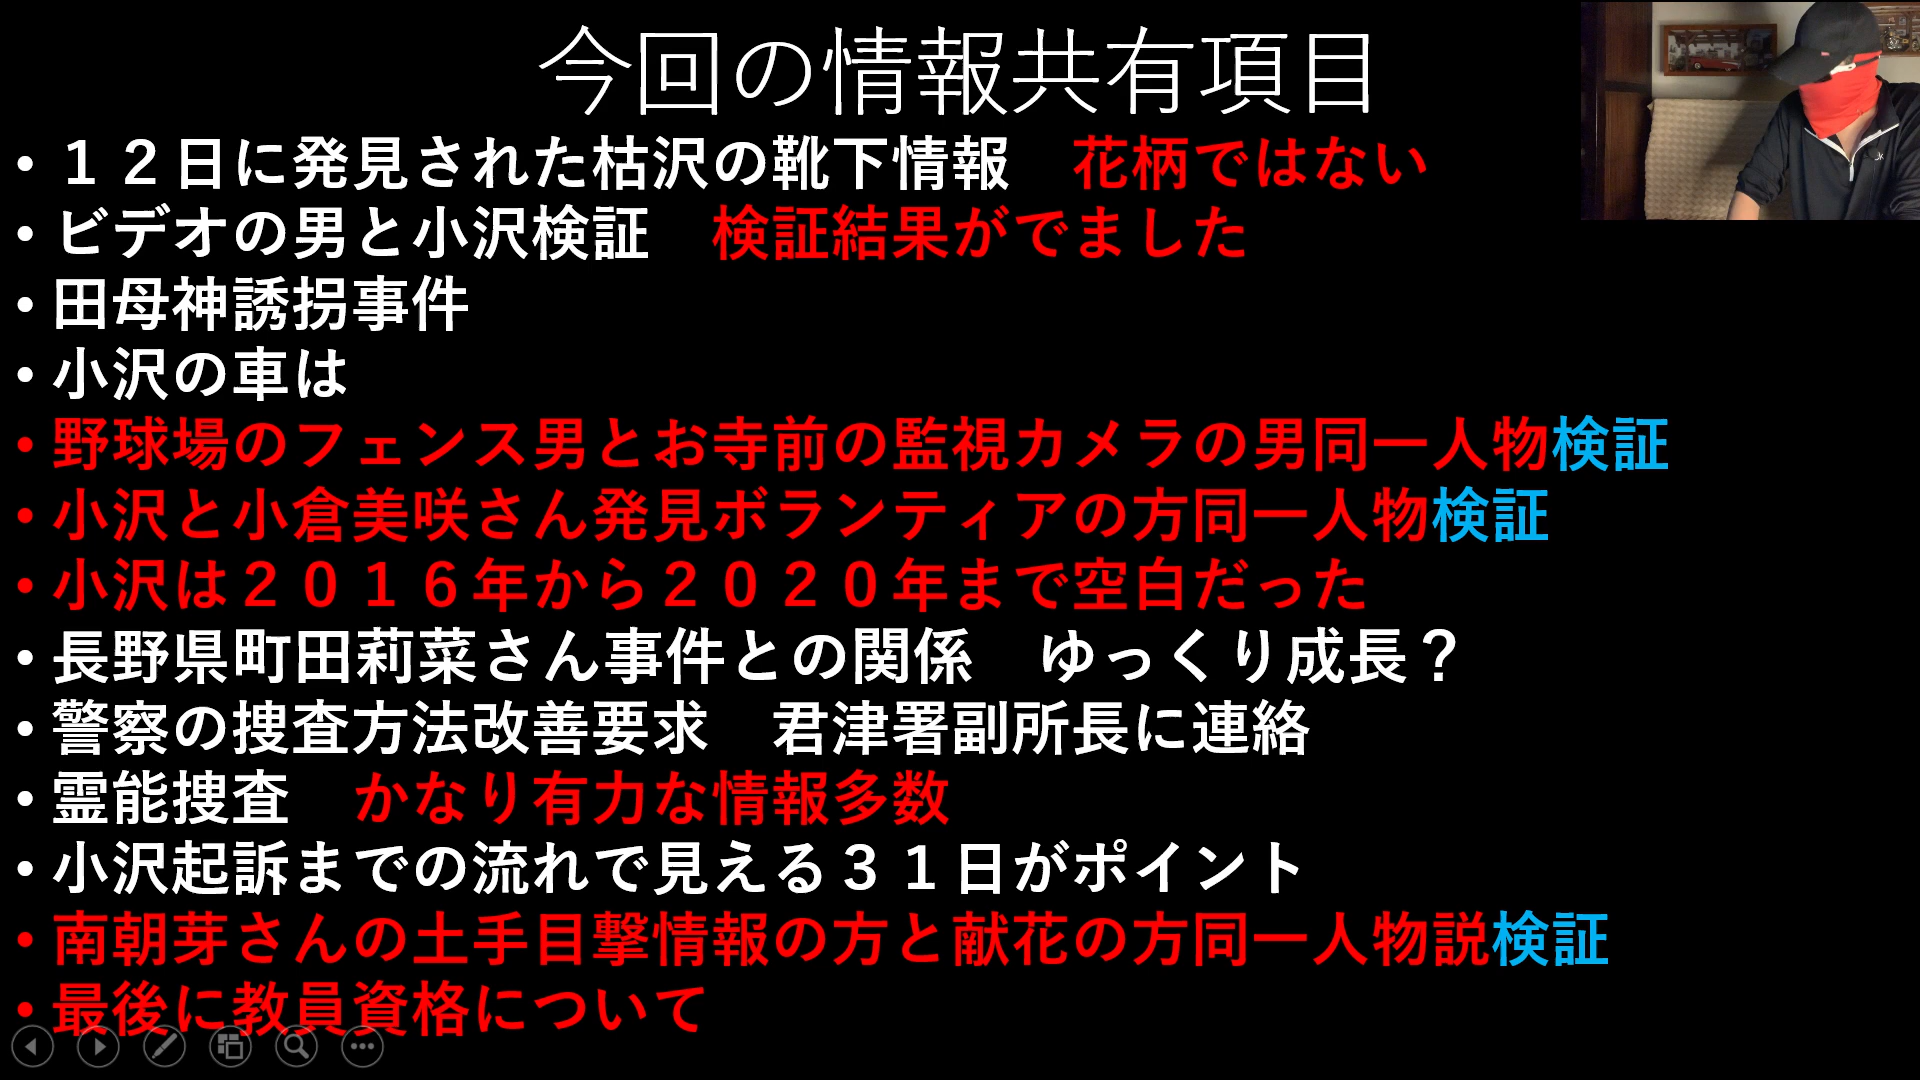 今回の情報共有項目
・１２日に発見された枯沢の靴下情報　花柄ではない
・ビデオの男と小沢検証　検証結果がでました
・田母神誘拐事件
・小沢の車は
・野球場のフェンス男とお寺前の監視カメラの男同一人物検証
・小沢と小倉美咲さん発見ボランティアの方同一人物検証
・小沢は２０１６年から２０２０年まで空白だった
・長野県町田莉菜さん事件との関係　ゆっくり成長？
・警察の捜査方法改善要求　君津署副所長に連絡
・霊能捜査　かなり有力な情報多数
・小沢起訴までの流れで見える３１日がポイント
・南朝芽さんの土手目撃情報の方と献花の方同一人物説検証
・最後に教員資格について